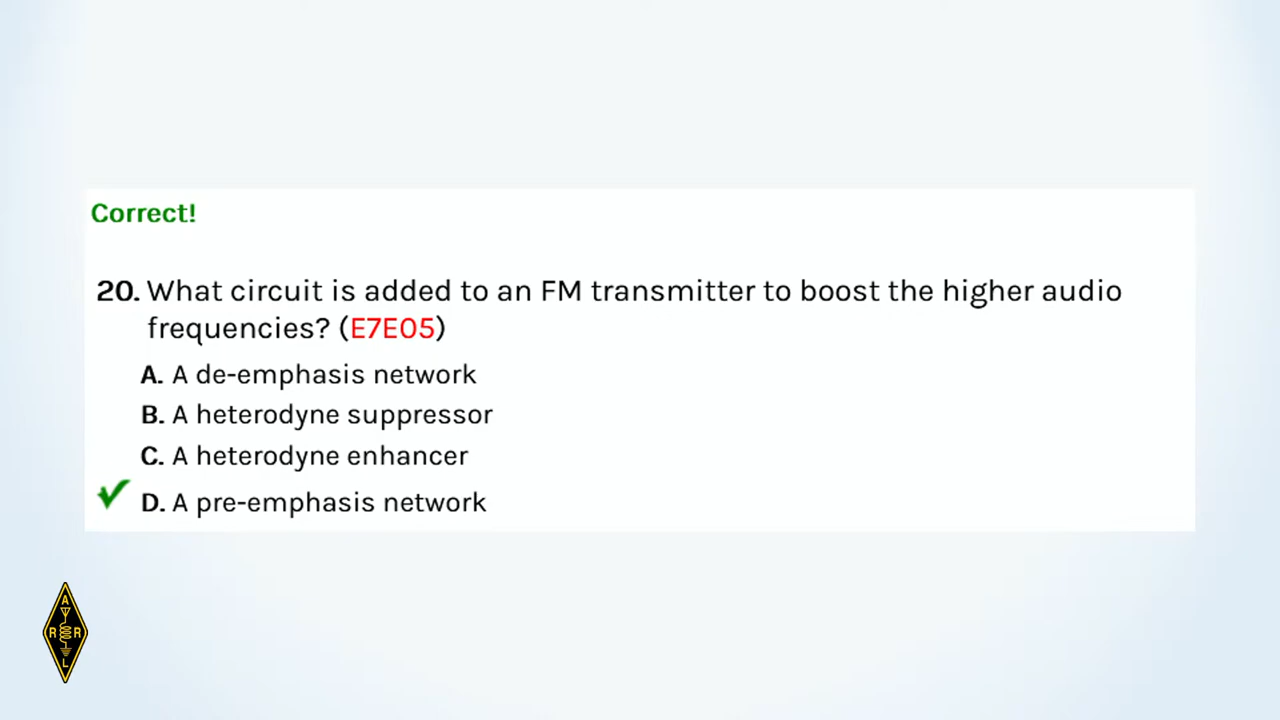 Correct!
20. What circuit is added to an FM transmitter to boost the higher audio
frequencies? (E7E05)
A. A de-emphasis network
B. A heterodyne suppressor
C. A heterodyne enhancer
D. A pre-emphasis network
A
R R
L